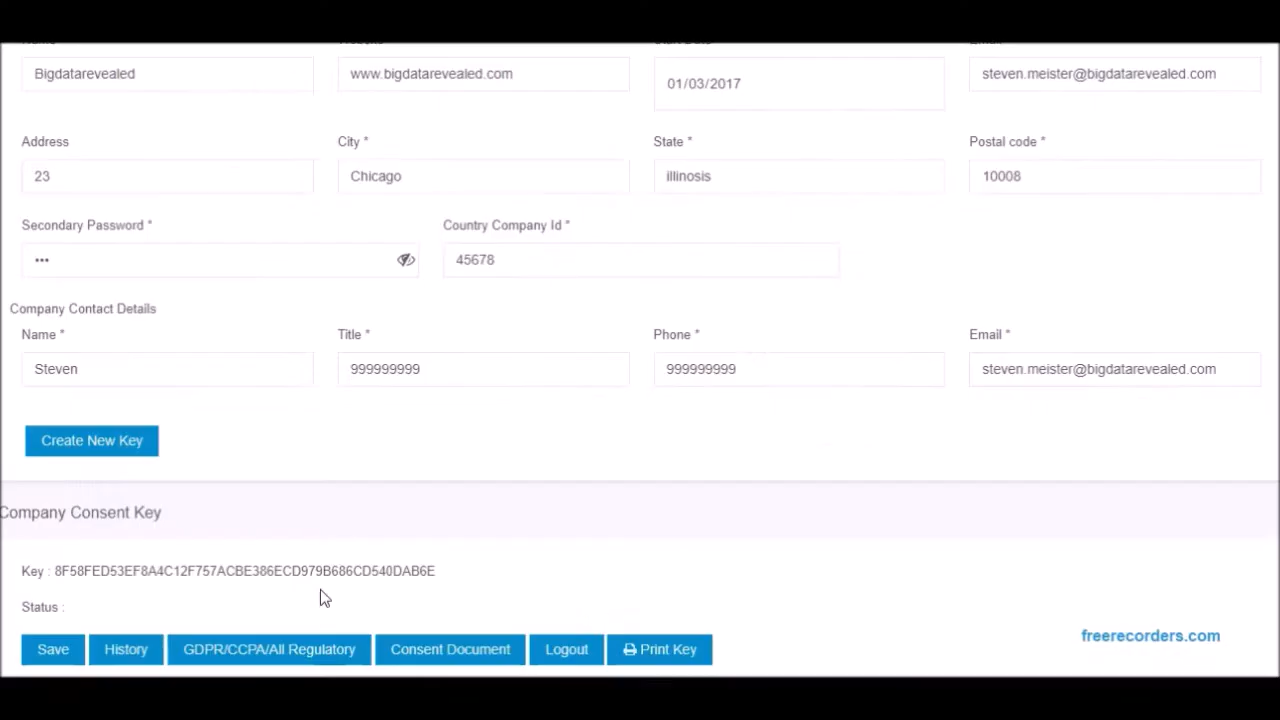 Bigdatarevealed www.bigdatarevealed.com 01/03/2017 steven.meister@bigdatarevealed.com
Address City * State * Postal code *
23 Chicago illinosis 10008
Secondary Password * Country Company Id *
••• 45678
Company Contact Details
Name * Title * Phone * Email *
Steven 999999999 999999999 steven.meister@bigdatarevealed.com
Create New Key
Company Consent Key
Key : 8F58FED53EF8A4C12F757ACBE386ECD979B686CD540DAB6E
Status :
freerecorders.com
Save History GDPR/CCPA/All Regulatory Consent Document Logout Print Key